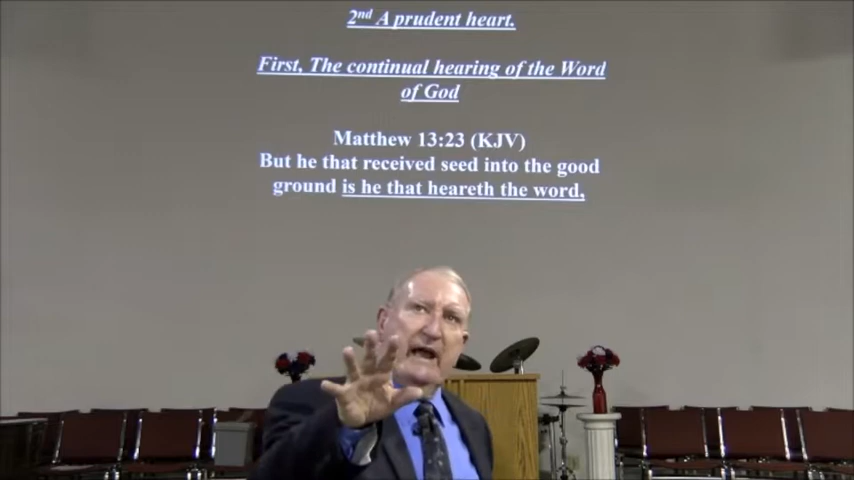 2nd A prudent heart.
First, The continual hearing of the Word
of God
Matthew 13:23 (KJV)
But he that received seed into the good
ground is he that heareth the word,